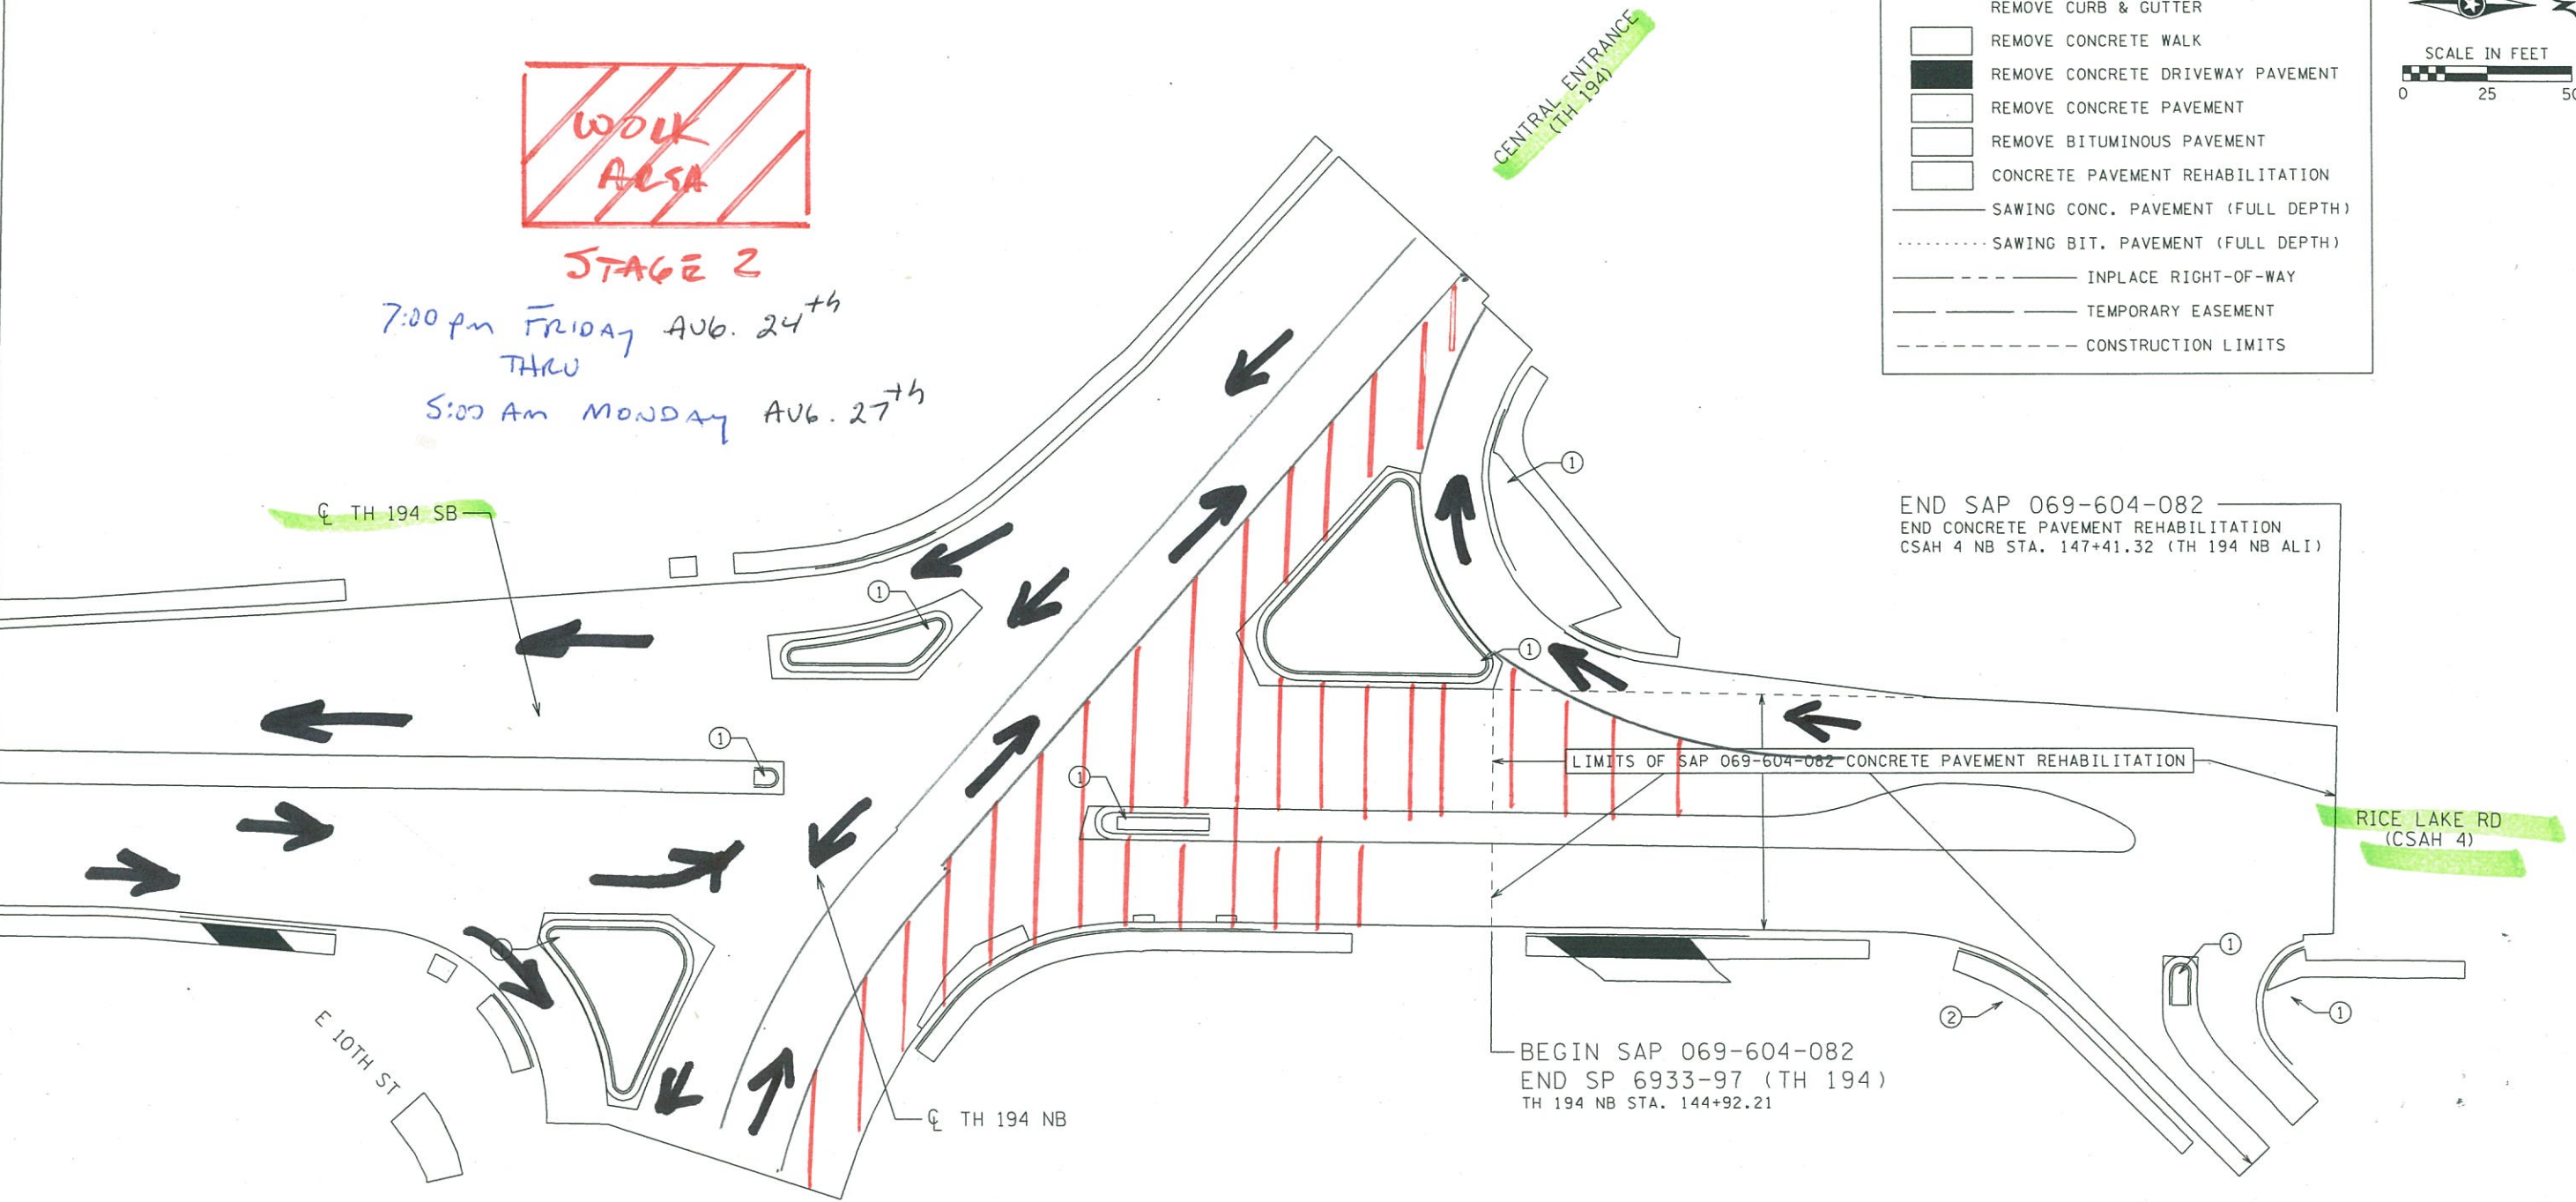 REMOVE CURB & GUTTER
REMOVE CONCRETE WALK
REMOVE CONCRETE DRIVEWAY PAVEMENT
REMOVE CONCRETE PAVEMENT
REMOVE BITUMINOUS PAVEMENT
CONCRETE PAVEMENT REHABILITATION
SAWING CONC. PAVEMENT (FULL DEPTH)
SAWING BIT. PAVEMENT (FULL DEPTH)
INPLACE RIGHT-OF-WAY
TEMPORARY EASEMENT
CONSTRUCTION LIMITS
SCALE IN FEET
0 25 50
CENTRAL ENTRANCE
(TH 194)
WORK
AREA
STAGE 2
7:00 PM FRIDAY AUG. 24th
THRU
5:00 AM MONDAY AUG. 27th
℄ TH 194 SB
1
1
1
1
1
END SAP 069-604-082
END CONCRETE PAVEMENT REHABILITATION
CSAH 4 NB STA. 147+41.32 (TH 194 NB ALI)
LIMITS OF SAP 069-604-082 CONCRETE PAVEMENT REHABILITATION
RICE LAKE RD
(CSAH 4)
1
1
2
E 10TH ST
℄ TH 194 NB
BEGIN SAP 069-604-082
END SP 6933-97 (TH 194)
TH 194 NB STA. 144+92.21